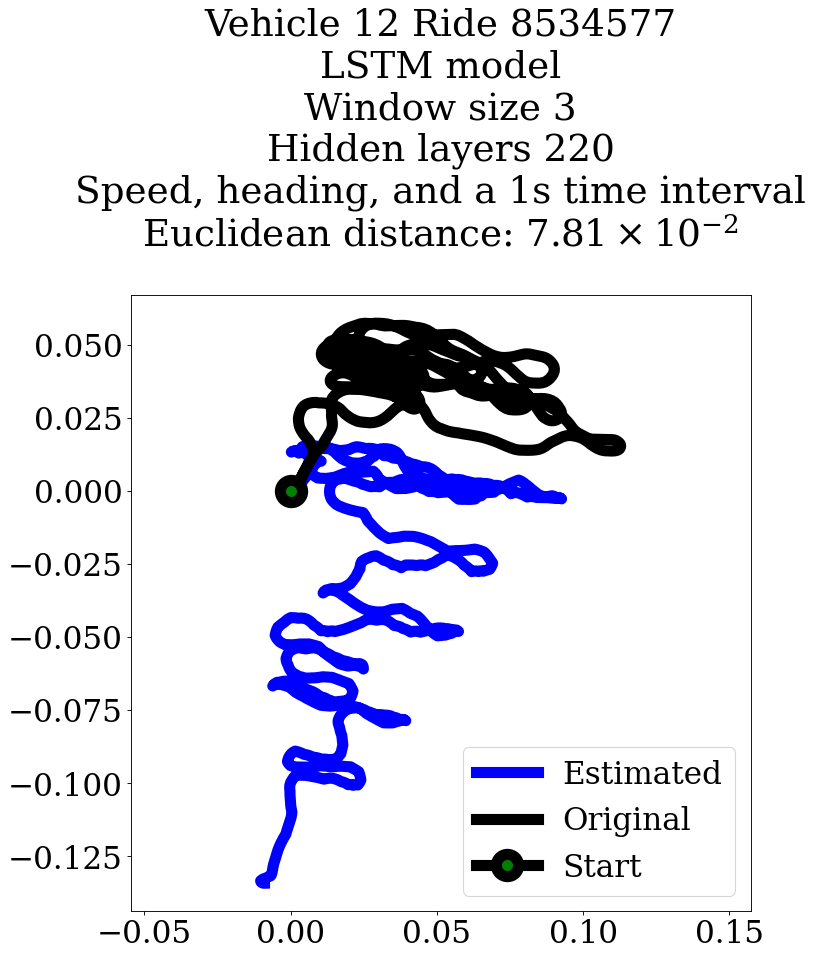 Vehicle 12 Ride 8534577
LSTM model
Window size 3
Hidden layers 220
Speed, heading, and a 1s time interval
Euclidean distance: 7.81 × 10⁻²
0.050
0.025
0.000
−0.025
−0.050
−0.075
−0.100
−0.125
Estimated
Original
Start
−0.05
0.00
0.05
0.10
0.15